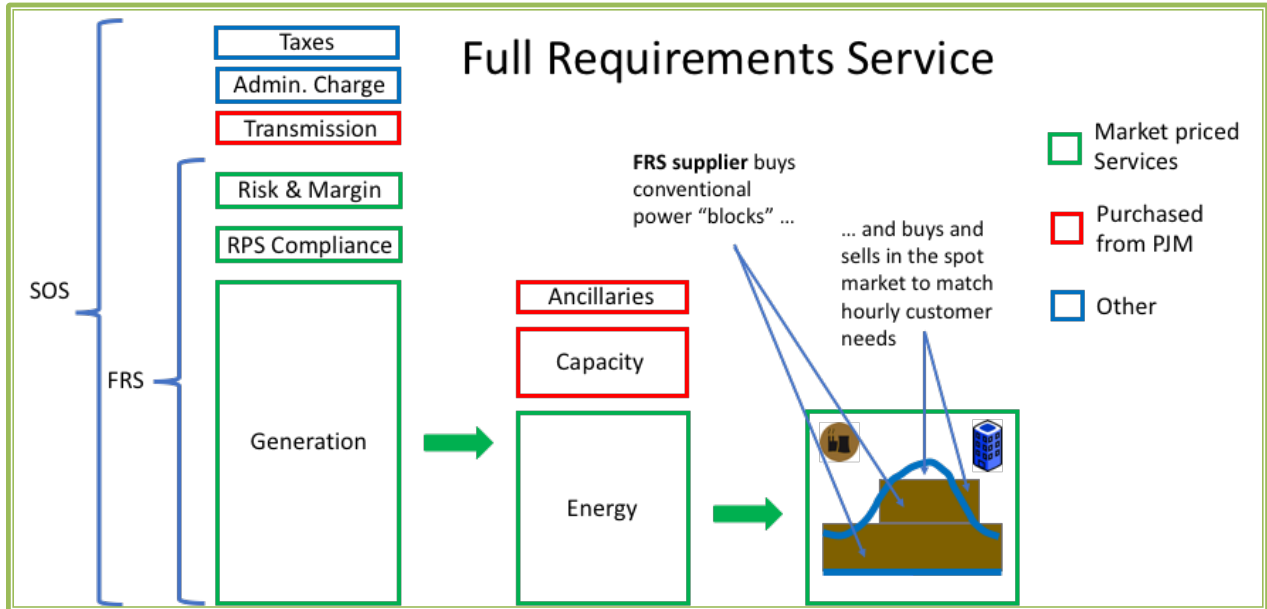 Full Requirements Service
Taxes
Admin. Charge
Transmission
Risk & Margin
RPS Compliance
Generation
SOS
FRS
Ancillaries
Capacity
Energy
FRS supplier buys
conventional
power “blocks” …
… and buys and
sells in the spot
market to match
hourly customer
needs
Market priced
Services
Purchased
from PJM
Other